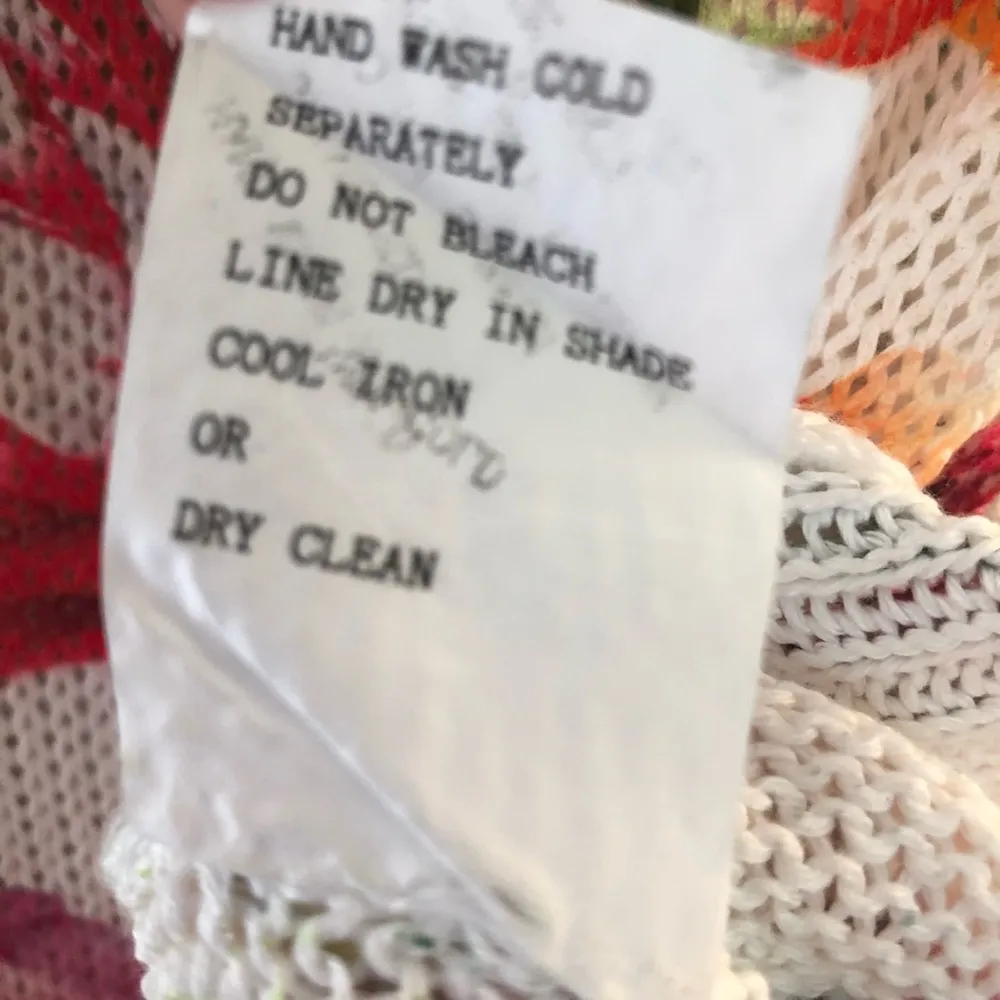 HAND WASH COLD
SEPARATELY
DO NOT BLEACH
LINE DRY IN SHADE
COOL IRON
OR
DRY CLEAN